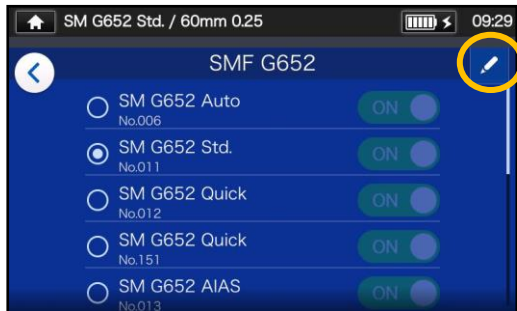 SM G652 Std. / 60mm 0.25 09:29
SMF G652
SM G652 Auto ON
No.006
SM G652 Std. ON
No.011
SM G652 Quick ON
No.012
SM G652 Quick ON
No.151
SM G652 AIAS ON
No.013